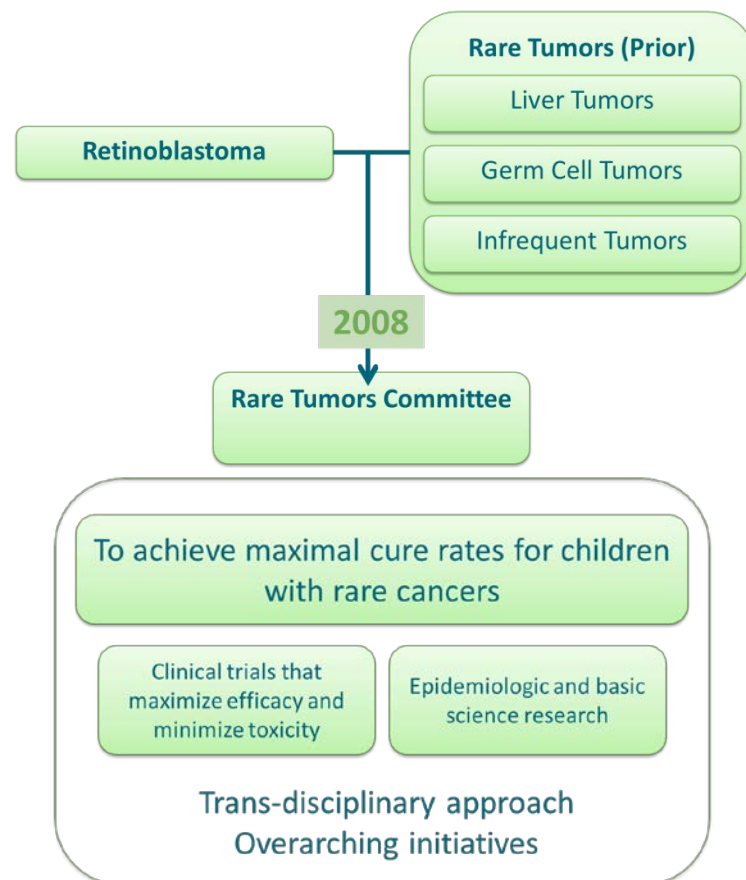 Rare Tumors (Prior)
Liver Tumors
Retinoblastoma
Germ Cell Tumors
Infrequent Tumors
2008
Rare Tumors Committee
To achieve maximal cure rates for children
with rare cancers
Clinical trials that
maximize efficacy and
minimize toxicity
Epidemiologic and basic
science research
Trans-disciplinary approach
Overarching initiatives